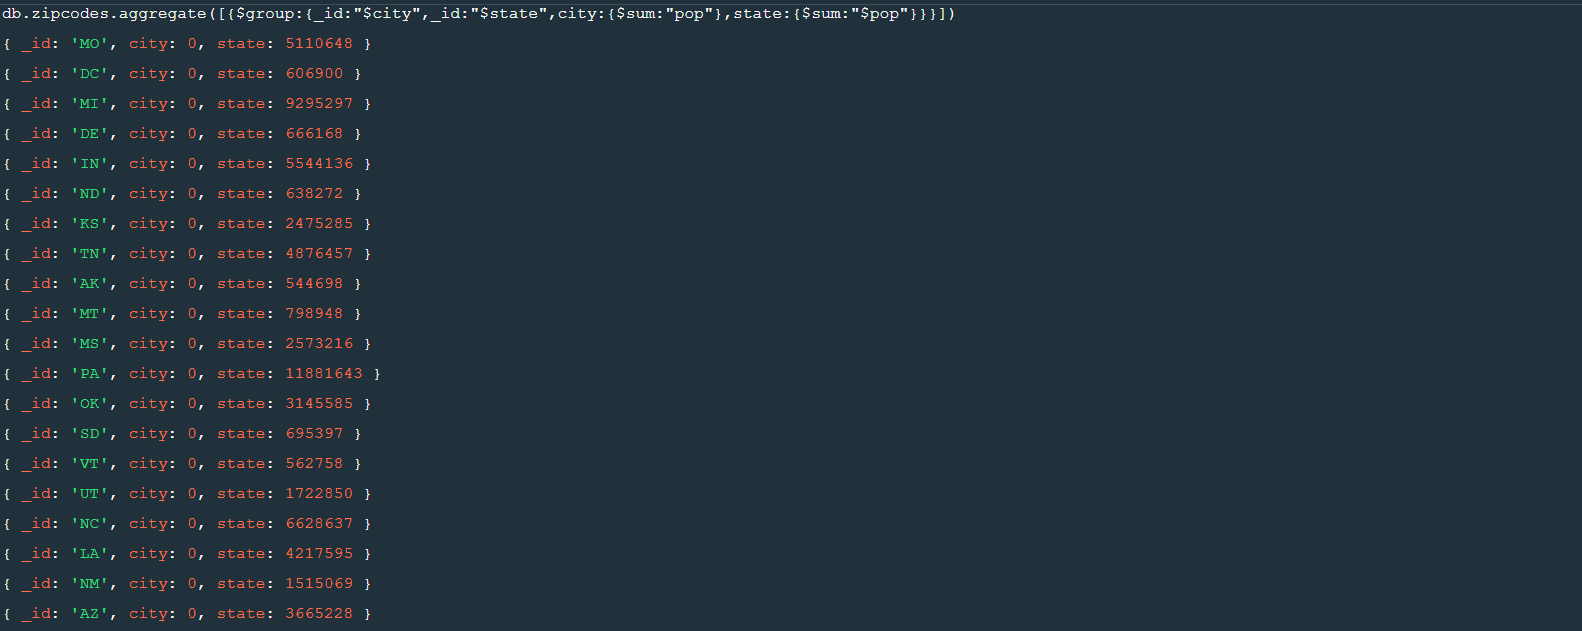 db.zipcodes.aggregate([{$group:{_id:"$city",_id:"$state",city:{$sum:"pop"},state:{$sum:"$pop"}}}])
{ _id: 'MO', city: 0, state: 5110648 }
{ _id: 'DC', city: 0, state: 606900 }
{ _id: 'MI', city: 0, state: 9295297 }
{ _id: 'DE', city: 0, state: 666168 }
{ _id: 'IN', city: 0, state: 5544136 }
{ _id: 'ND', city: 0, state: 638272 }
{ _id: 'KS', city: 0, state: 2475285 }
{ _id: 'TN', city: 0, state: 4876457 }
{ _id: 'AK', city: 0, state: 544698 }
{ _id: 'MT', city: 0, state: 798948 }
{ _id: 'MS', city: 0, state: 2573216 }
{ _id: 'PA', city: 0, state: 11881643 }
{ _id: 'OK', city: 0, state: 3145585 }
{ _id: 'SD', city: 0, state: 695397 }
{ _id: 'VT', city: 0, state: 562758 }
{ _id: 'UT', city: 0, state: 1722850 }
{ _id: 'NC', city: 0, state: 6628637 }
{ _id: 'LA', city: 0, state: 4217595 }
{ _id: 'NM', city: 0, state: 1515069 }
{ _id: 'AZ', city: 0, state: 3665228 }